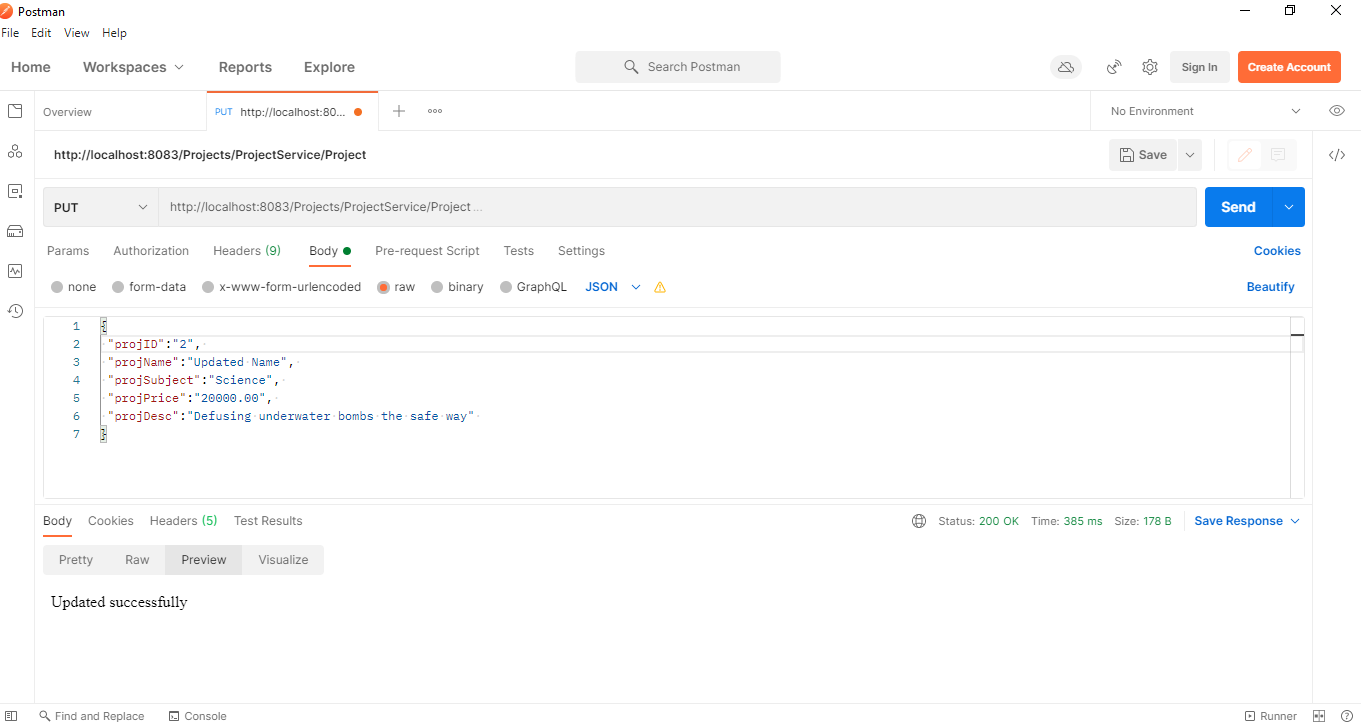 Postman
File Edit View Help
Home Workspaces Reports Explore Search Postman Sign In Create Account
Overview PUT http://localhost:80... No Environment
http://localhost:8083/Projects/ProjectService/Project Save
PUT http://localhost:8083/Projects/ProjectService/Project... Send
Params Authorization Headers (9) Body Pre-request Script Tests Settings Cookies
none form-data x-www-form-urlencoded raw binary GraphQL JSON Beautify
1 {
2 "projID":"2",
3 "projName":"Updated Name",
4 "projSubject":"Science",
5 "projPrice":"20000.00",
6 "projDesc":"Defusing underwater bombs the safe way"
7 }
Body Cookies Headers (5) Test Results Status: 200 OK Time: 385 ms Size: 178 B Save Response
Pretty Raw Preview Visualize
Updated successfully
Find and Replace Console Runner